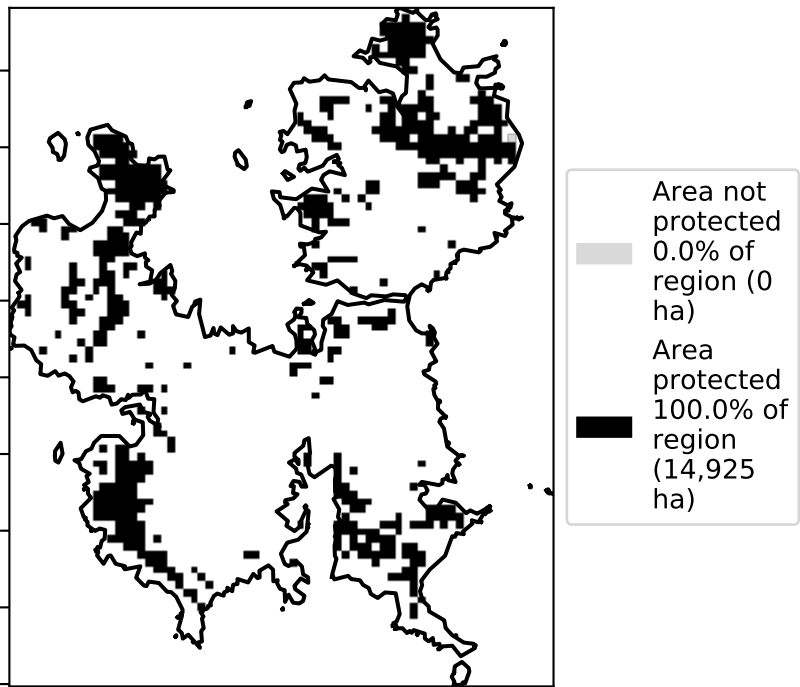 Area not
protected
0.0% of
region (0
ha)
Area
protected
100.0% of
region
(14,925
ha)